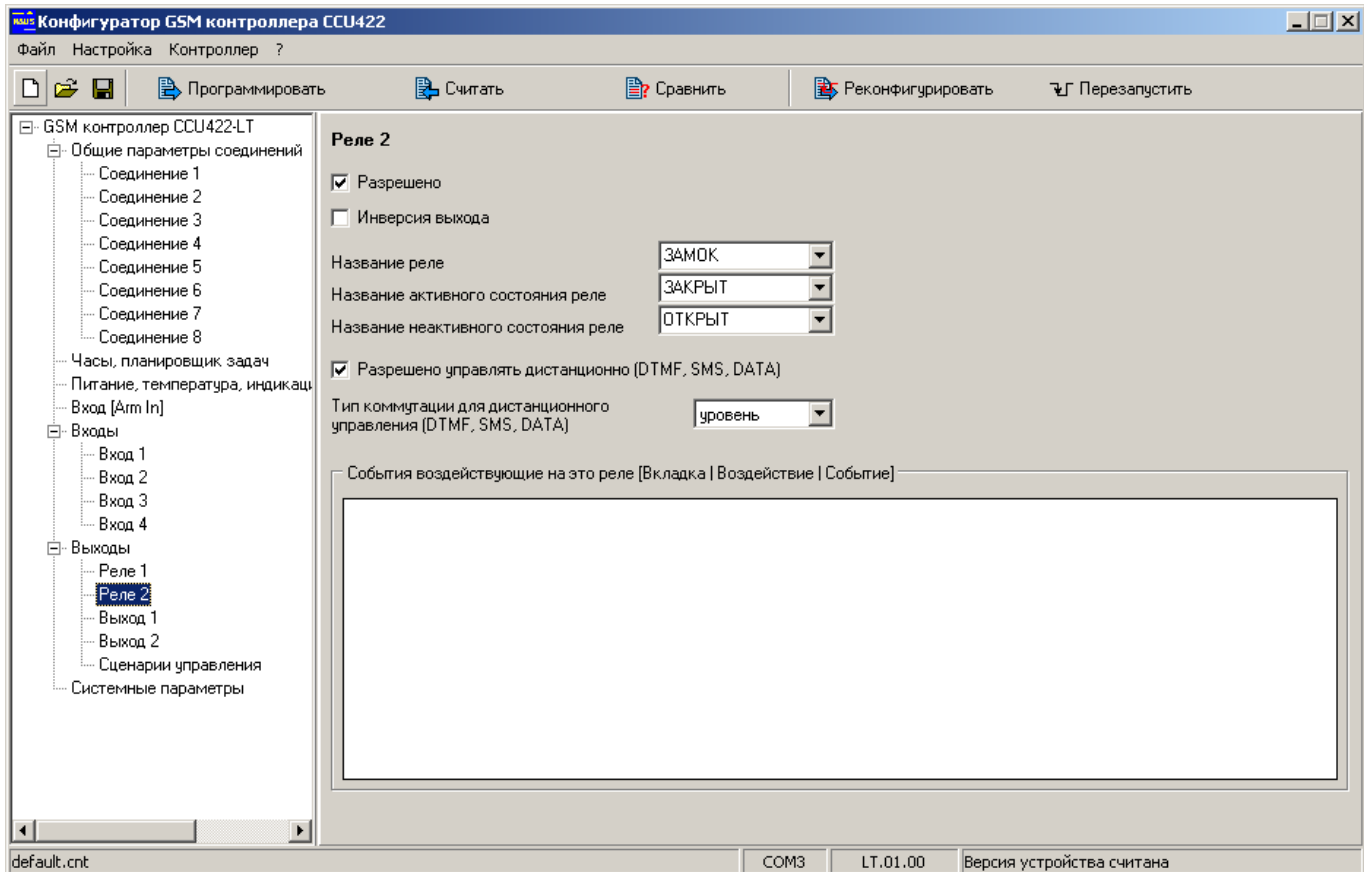 Конфигуратор GSM контроллера CCU422
Файл Настройка Контроллер ?
Программировать Считать Сравнить Реконфигурировать Перезапустить
GSM контроллер CCU422-LT
Общие параметры соединений
Соединение 1
Соединение 2
Соединение 3
Соединение 4
Соединение 5
Соединение 6
Соединение 7
Соединение 8
Часы, планировщик задач
Питание, температура, индикаци
Вход [Arm In]
Входы
Вход 1
Вход 2
Вход 3
Вход 4
Выходы
Реле 1
Реле 2
Выход 1
Выход 2
Сценарии управления
Системные параметры
Реле 2
Разрешено
Инверсия выхода
Название реле ЗАМОК
Название активного состояния реле ЗАКРЫТ
Название неактивного состояния реле ОТКРЫТ
Разрешено управлять дистанционно (DTMF, SMS, DATA)
Тип коммутации для дистанционного
управления (DTMF, SMS, DATA) уровень
События воздействующие на это реле [Вкладка | Воздействие | Событие]
default.cnt COM3 LT.01.00 Версия устройства считана